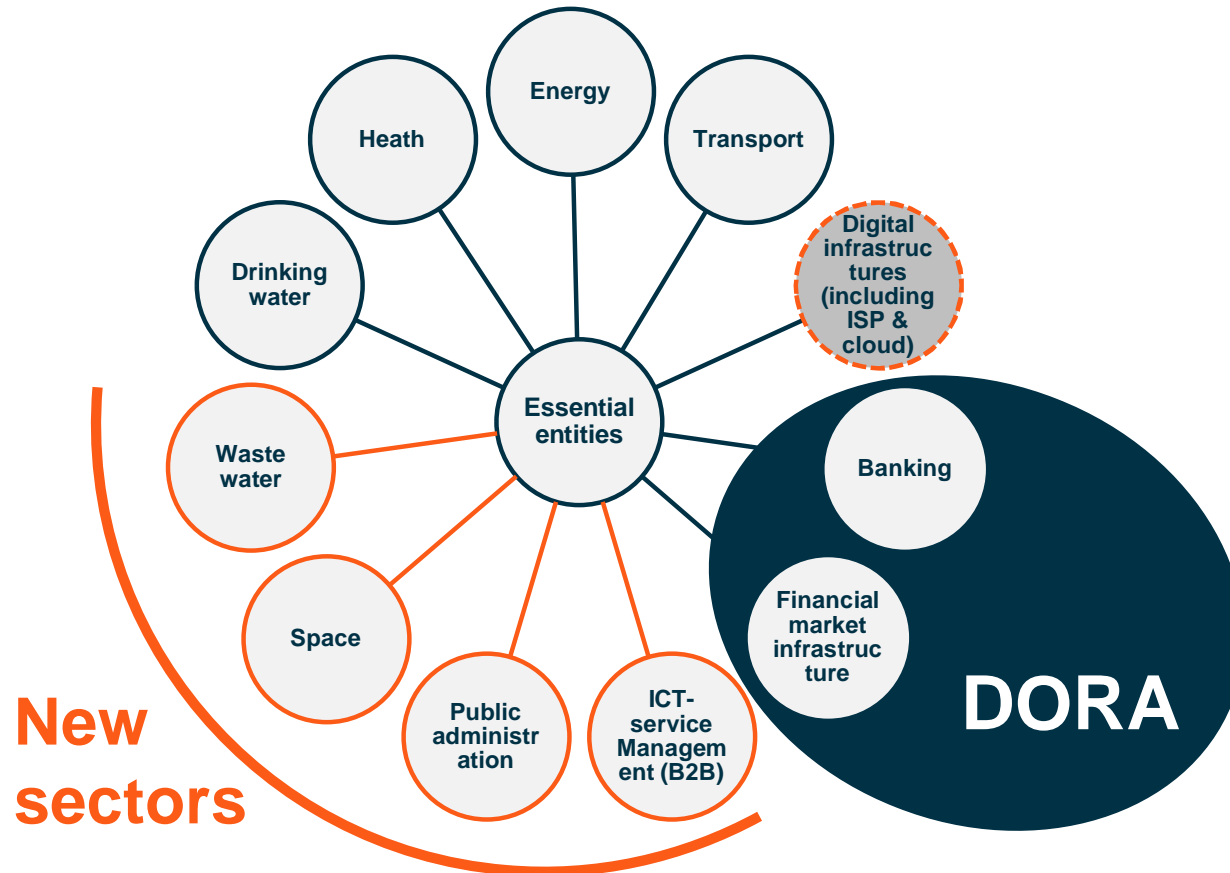 Energy
Heath
Transport
Digital
infrastruc
tures
(including
ISP &
cloud)
Drinking
water
Essential
entities
Waste
water
Banking
Space
Financial
market
infrastruc
ture
Public
administr
ation
ICT-
service
Managem
ent (B2B)
New
sectors
DORA